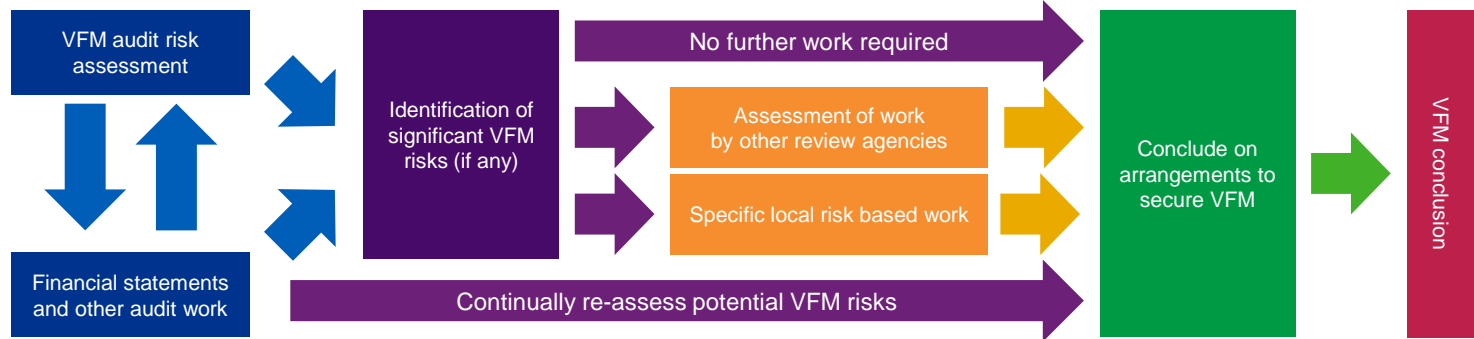 VFM audit risk
assessment
Financial statements
and other audit work
Identification of
significant VFM
risks (if any)
No further work required
Assessment of work
by other review agencies
Specific local risk based work
Continually re-assess potential VFM risks
Conclude on
arrangements to
secure VFM
VFM conclusion